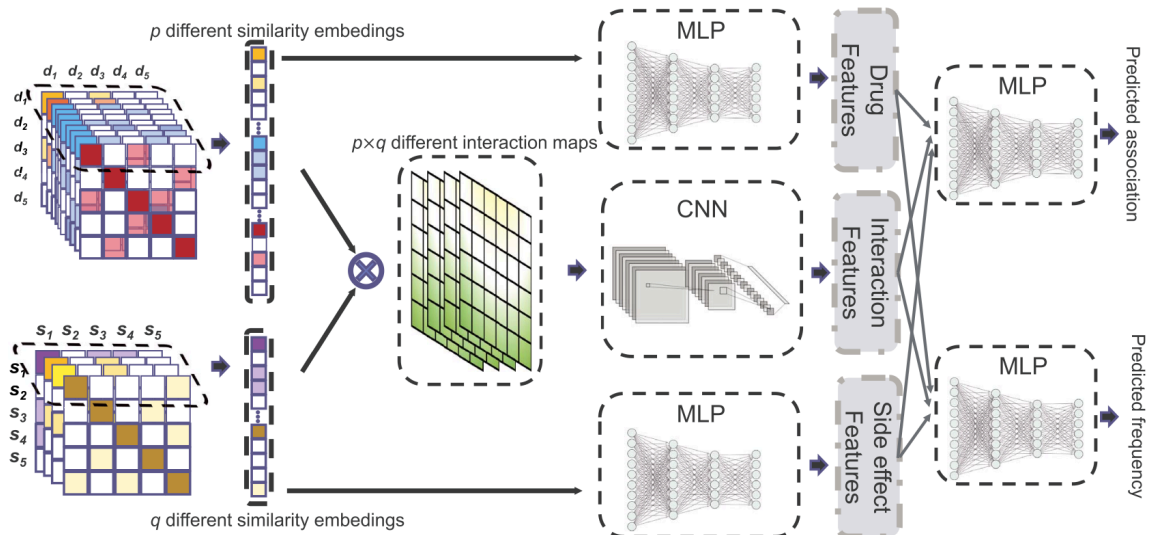 p different similarity embeddings
d1 d2 d3 d4 d5
d1
d2
d3
d4
d5
p×q different interaction maps
s1 s2 s3 s4 s5
s1
s2
s3
s4
s5
q different similarity embeddings
MLP
CNN
MLP
Drug
Features
Interaction
Features
Side effect
Features
MLP
MLP
Predicted association
Predicted frequency